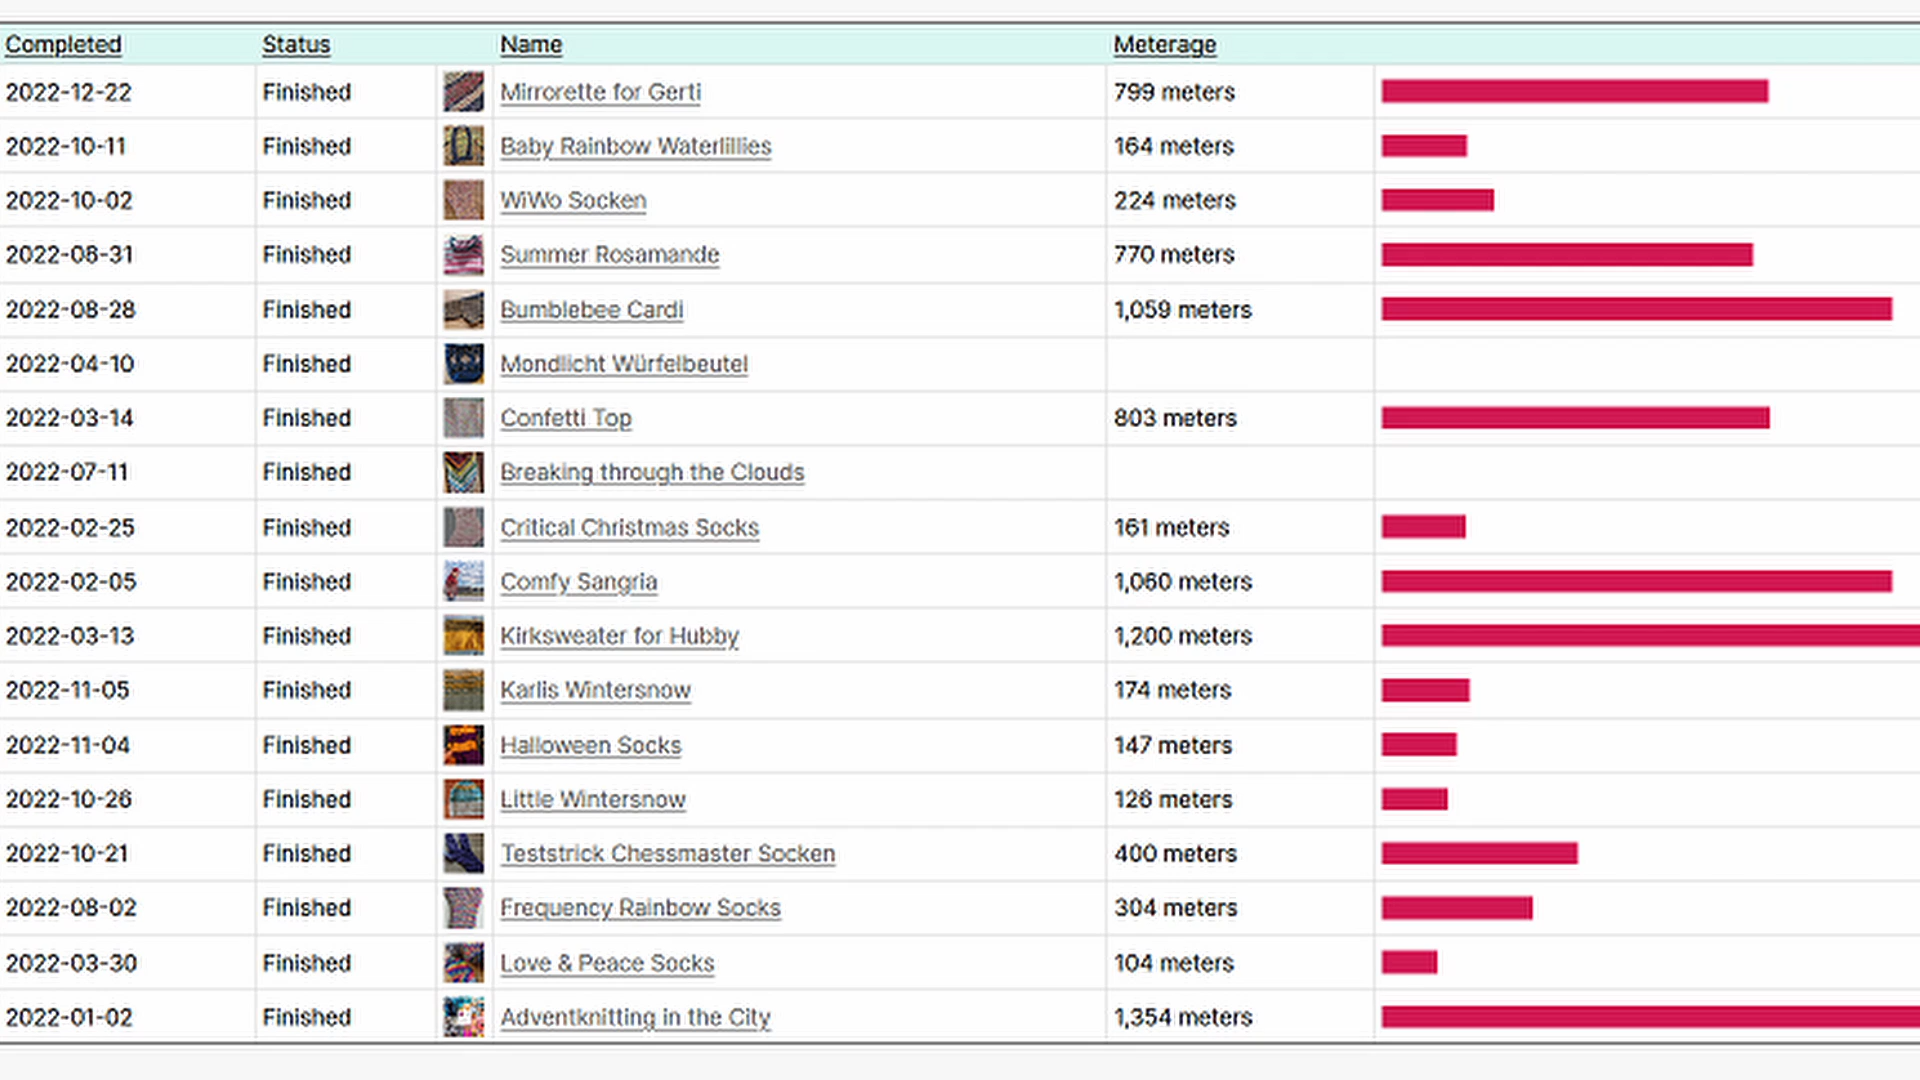 Completed Status Name Meterage
2022-12-22 Finished Mirrorette for Gerti 799 meters
2022-10-11 Finished Baby Rainbow Waterlillies 164 meters
2022-10-02 Finished WiWo Socken 224 meters
2022-08-31 Finished Summer Rosamande 770 meters
2022-08-28 Finished Bumblebee Cardi 1,059 meters
2022-04-10 Finished Mondlicht Würfelbeutel
2022-03-14 Finished Confetti Top 803 meters
2022-07-11 Finished Breaking through the Clouds
2022-02-25 Finished Critical Christmas Socks 161 meters
2022-02-05 Finished Comfy Sangria 1,060 meters
2022-03-13 Finished Kirksweater for Hubby 1,200 meters
2022-11-05 Finished Karlis Wintersnow 174 meters
2022-11-04 Finished Halloween Socks 147 meters
2022-10-26 Finished Little Wintersnow 126 meters
2022-10-21 Finished Teststrick Chessmaster Socken 400 meters
2022-08-02 Finished Frequency Rainbow Socks 304 meters
2022-03-30 Finished Love & Peace Socks 104 meters
2022-01-02 Finished Adventknitting in the City 1,354 meters